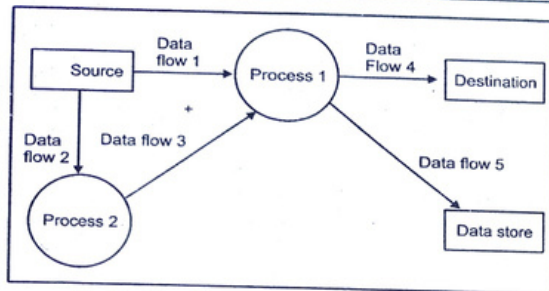 Data
flow 1
Data
Flow 4
Source
Process 1
Destination
+
Data
flow 2
Data flow 3
Data flow 5
Process 2
Data store